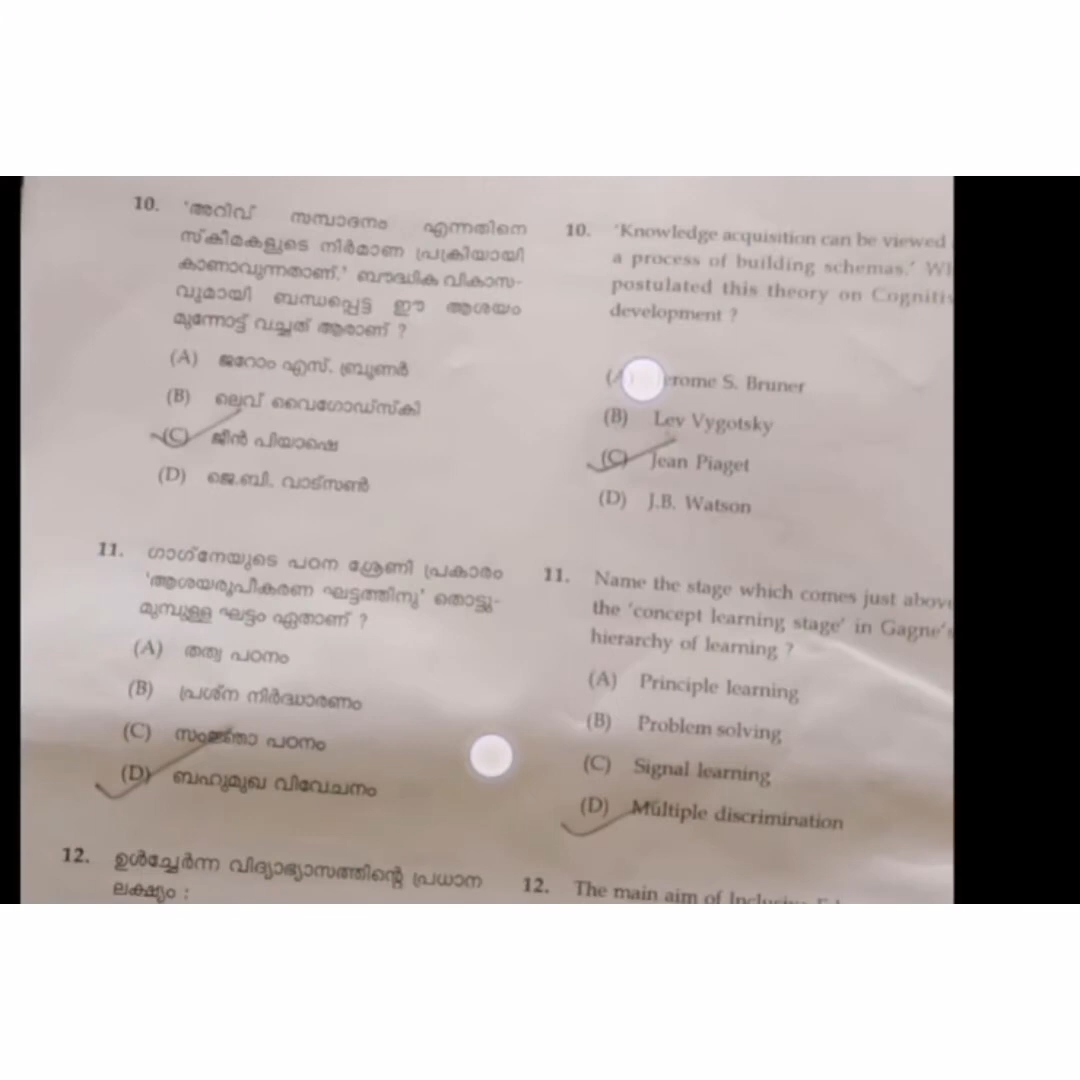 10. 'അറിവ് സമ്പാദനം എന്നതിനെ
സ്കീമകളുടെ നിർമാണ പ്രക്രിയായി
കാണാവുന്നതാണ്.' ബൗദ്ധിക വികാസ-
വുമായി ബന്ധപ്പെട്ട ഈ ആശയം
മുന്നോട്ട് വച്ചത് ആരാണ് ?
(A) ജറോം എസ്. ബ്രൂണർ
(B) ലെവ് വൈഗോഡ്സ്കി
(C) ജീൻ പിയാഷെ
(D) ജെ.ബി. വാട്സൺ
11. ഗാഗ്നേയുടെ പഠന ശ്രേണി പ്രകാരം
'ആശയരൂപീകരണ ഘട്ടത്തിനു' തൊട്ടു-
മുമ്പുള്ള ഘട്ടം ഏതാണ് ?
(A) തത്വ പഠനം
(B) പ്രശ്ന നിർദ്ധാരണം
(C) സംജ്ഞാ പഠനം
(D) ബഹുമുഖ വിവേചനം
12. ഉൾച്ചേർന്ന വിദ്യാഭ്യാസത്തിന്റെ പ്രധാന
ലക്ഷ്യം :
10. 'Knowledge acquisition can be viewed
a process of building schemas.'
postulated this theory on
development ?
erome S. Bruner
(B) Lev Vygotsky
(C) Jean Piaget
(D) J.B. Watson
11. Name the stage which comes just above
the 'concept learning stage' in Gagne's
hierarchy of learning ?
(A) Principle learning
(B) Problem solving
(C) Signal learning
(D) Multiple discrimination
12. The main aim of